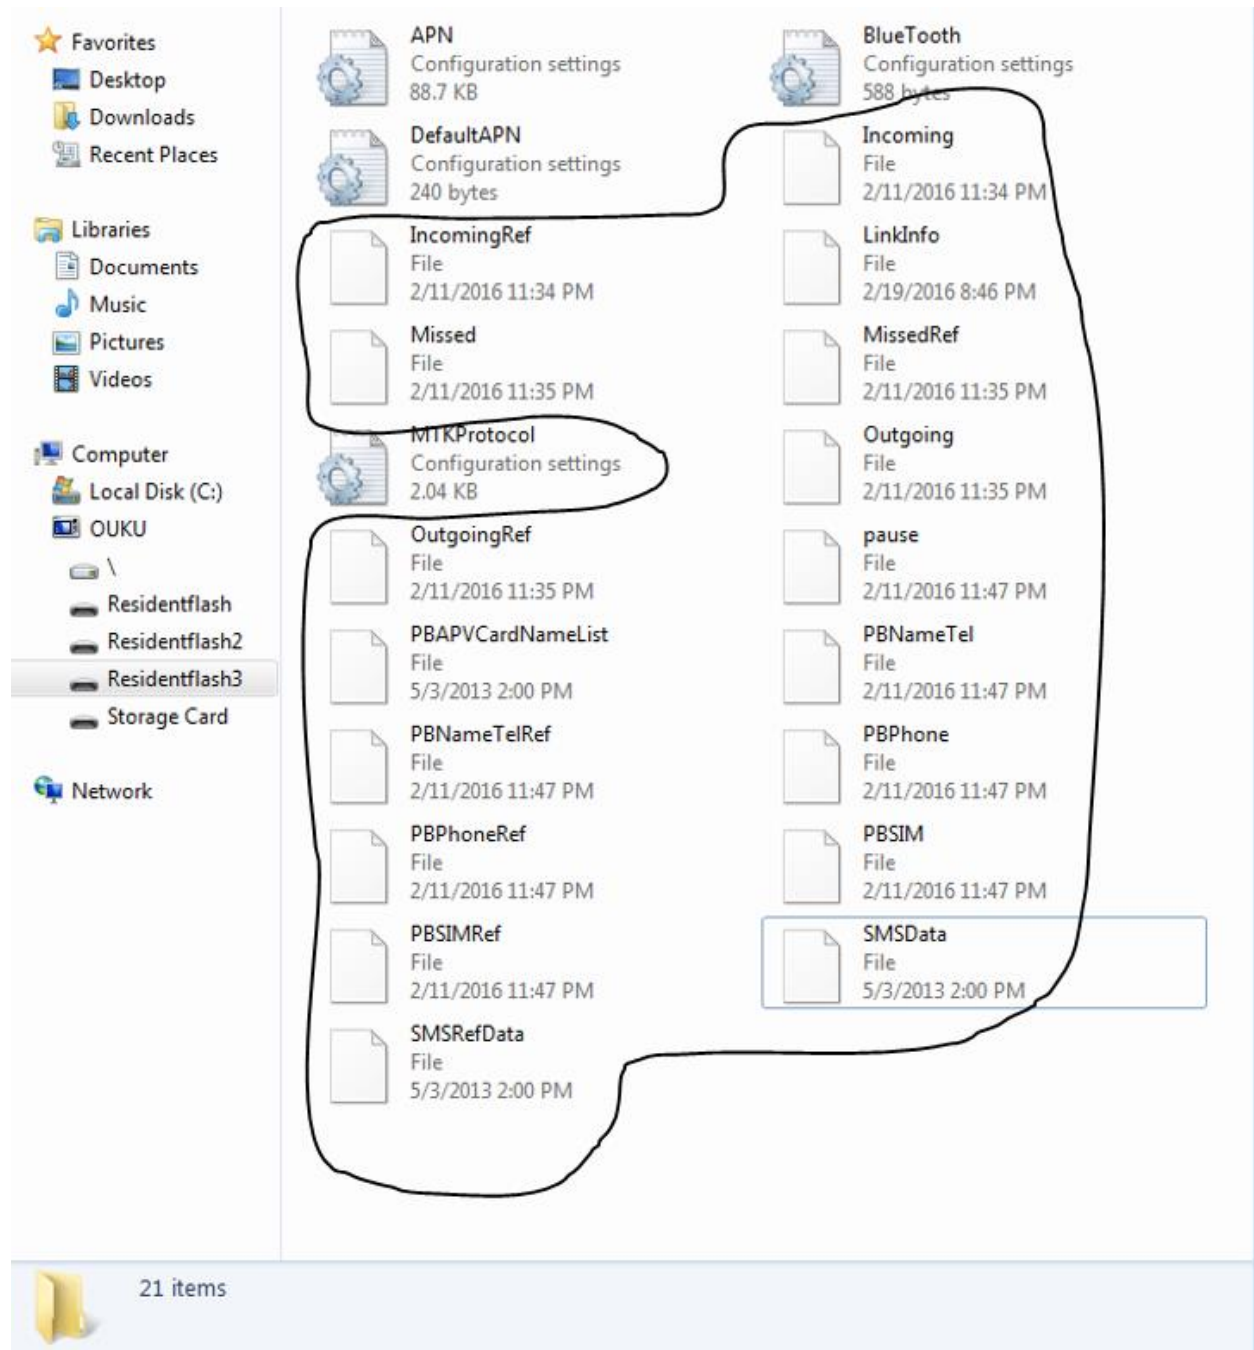 Favorites
Desktop
Downloads
Recent Places
Libraries
Documents
Music
Pictures
Videos
Computer
Local Disk (C:)
OUKU
\
Residentflash
Residentflash2
Residentflash3
Storage Card
Network
APN
Configuration settings
88.7 KB
BlueTooth
Configuration settings
588 bytes
DefaultAPN
Configuration settings
240 bytes
Incoming
File
2/11/2016 11:34 PM
IncomingRef
File
2/11/2016 11:34 PM
LinkInfo
File
2/19/2016 8:46 PM
Missed
File
2/11/2016 11:35 PM
MissedRef
File
2/11/2016 11:35 PM
MTKProtocol
Configuration settings
2.04 KB
Outgoing
File
2/11/2016 11:35 PM
OutgoingRef
File
2/11/2016 11:35 PM
pause
File
2/11/2016 11:47 PM
PBAPVCardNameList
File
5/3/2013 2:00 PM
PBNameTel
File
2/11/2016 11:47 PM
PBNameTelRef
File
2/11/2016 11:47 PM
PBPhone
File
2/11/2016 11:47 PM
PBPhoneRef
File
2/11/2016 11:47 PM
PBSIM
File
2/11/2016 11:47 PM
PBSIMRef
File
2/11/2016 11:47 PM
SMSData
File
5/3/2013 2:00 PM
SMSRefData
File
5/3/2013 2:00 PM
21 items